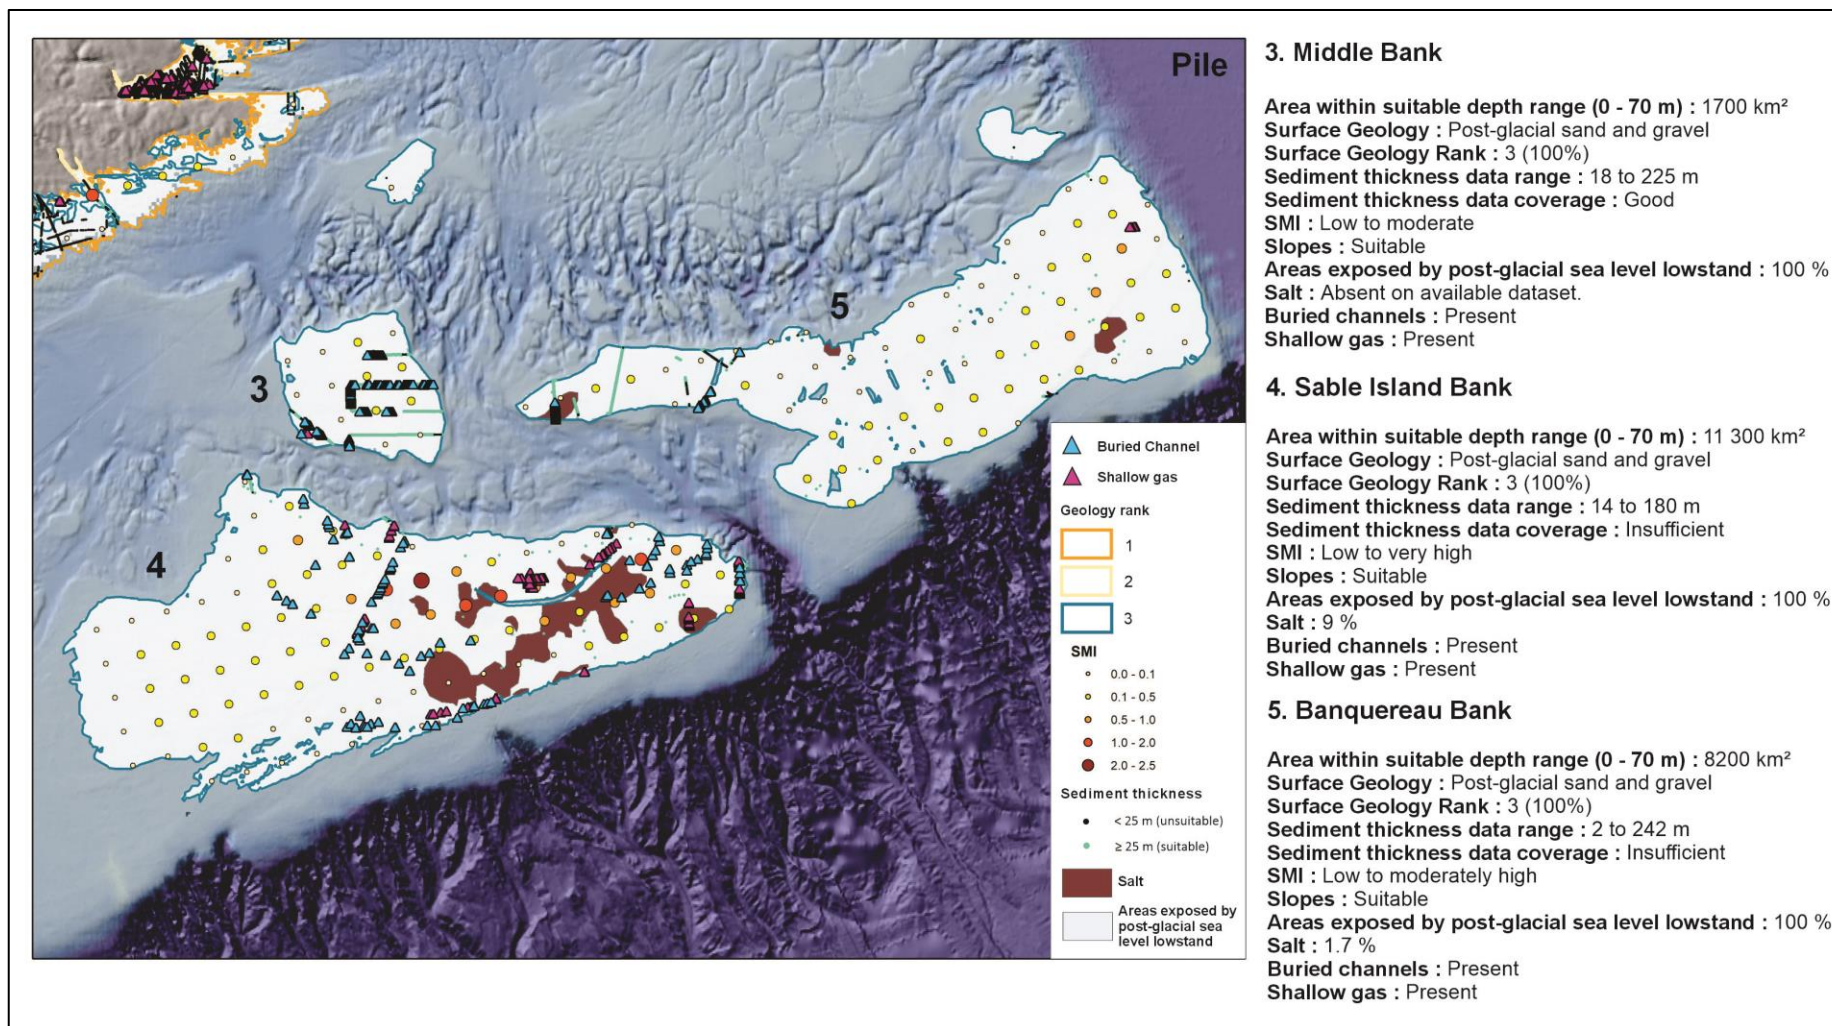 Pile
3
4
5
Buried Channel
Shallow gas
Geology rank
1
2
3
SMI
0.0 - 0.1
0.1 - 0.5
0.5 - 1.0
1.0 - 2.0
2.0 - 2.5
Sediment thickness
< 25 m (unsuitable)
≥ 25 m (suitable)
Salt
Areas exposed by
post-glacial sea
level lowstand
3. Middle Bank
Area within suitable depth range (0 - 70 m) : 1700 km²
Surface Geology : Post-glacial sand and gravel
Surface Geology Rank : 3 (100%)
Sediment thickness data range : 18 to 225 m
Sediment thickness data coverage : Good
SMI : Low to moderate
Slopes : Suitable
Areas exposed by post-glacial sea level lowstand : 100 %
Salt : Absent on available dataset.
Buried channels : Present
Shallow gas : Present
4. Sable Island Bank
Area within suitable depth range (0 - 70 m) : 11 300 km²
Surface Geology : Post-glacial sand and gravel
Surface Geology Rank : 3 (100%)
Sediment thickness data range : 14 to 180 m
Sediment thickness data coverage : Insufficient
SMI : Low to very high
Slopes : Suitable
Areas exposed by post-glacial sea level lowstand : 100 %
Salt : 9 %
Buried channels : Present
Shallow gas : Present
5. Banquereau Bank
Area within suitable depth range (0 - 70 m) : 8200 km²
Surface Geology : Post-glacial sand and gravel
Surface Geology Rank : 3 (100%)
Sediment thickness data range : 2 to 242 m
Sediment thickness data coverage : Insufficient
SMI : Low to moderately high
Slopes : Suitable
Areas exposed by post-glacial sea level lowstand : 100 %
Salt : 1.7 %
Buried channels : Present
Shallow gas : Present